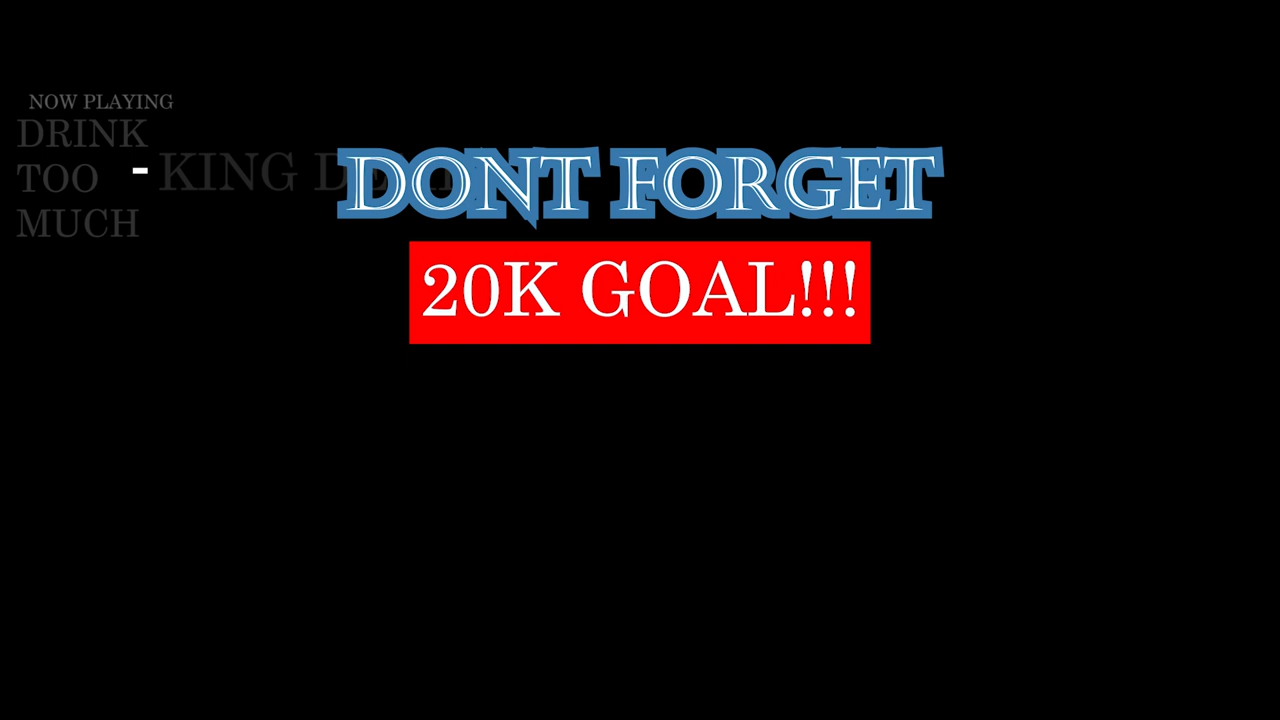 NOW PLAYING
DRINK
TOO
MUCH
- KING
DONT FORGET
20K GOAL!!!